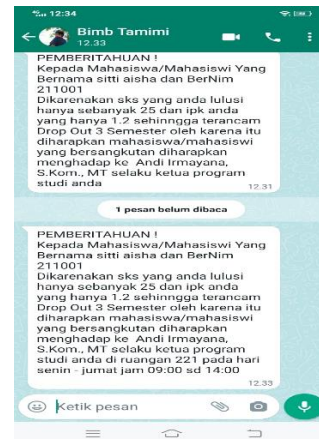 12:34
Bimb Tamimi
12.33
PEMBERITAHUAN !
Kepada Mahasiswa/Mahasiswi Yang
Bernama sitti aisha dan BerNim
211001
Dikarenakan sks yang anda lulusi
hanya sebanyak 25 dan ipk anda
yang hanya 1.2 sehinngga terancam
Drop Out 3 Semester oleh karena itu
diharapkan mahasiswa/mahasiswi
yang bersangkutan diharapkan
menghadap ke Andi Irmayana,
S.Kom., MT selaku ketua program
studi anda
12.31
1 pesan belum dibaca
PEMBERITAHUAN !
Kepada Mahasiswa/Mahasiswi Yang
Bernama sitti aisha dan BerNim
211001
Dikarenakan sks yang anda lulusi
hanya sebanyak 25 dan ipk anda
yang hanya 1.2 sehinngga terancam
Drop Out 3 Semester oleh karena itu
diharapkan mahasiswa/mahasiswi
yang bersangkutan diharapkan
menghadap ke Andi Irmayana,
S.Kom., MT selaku ketua program
studi anda di ruangan 221 pada hari
senin - jumat jam 09:00 sd 14:00
12.33
Ketik pesan